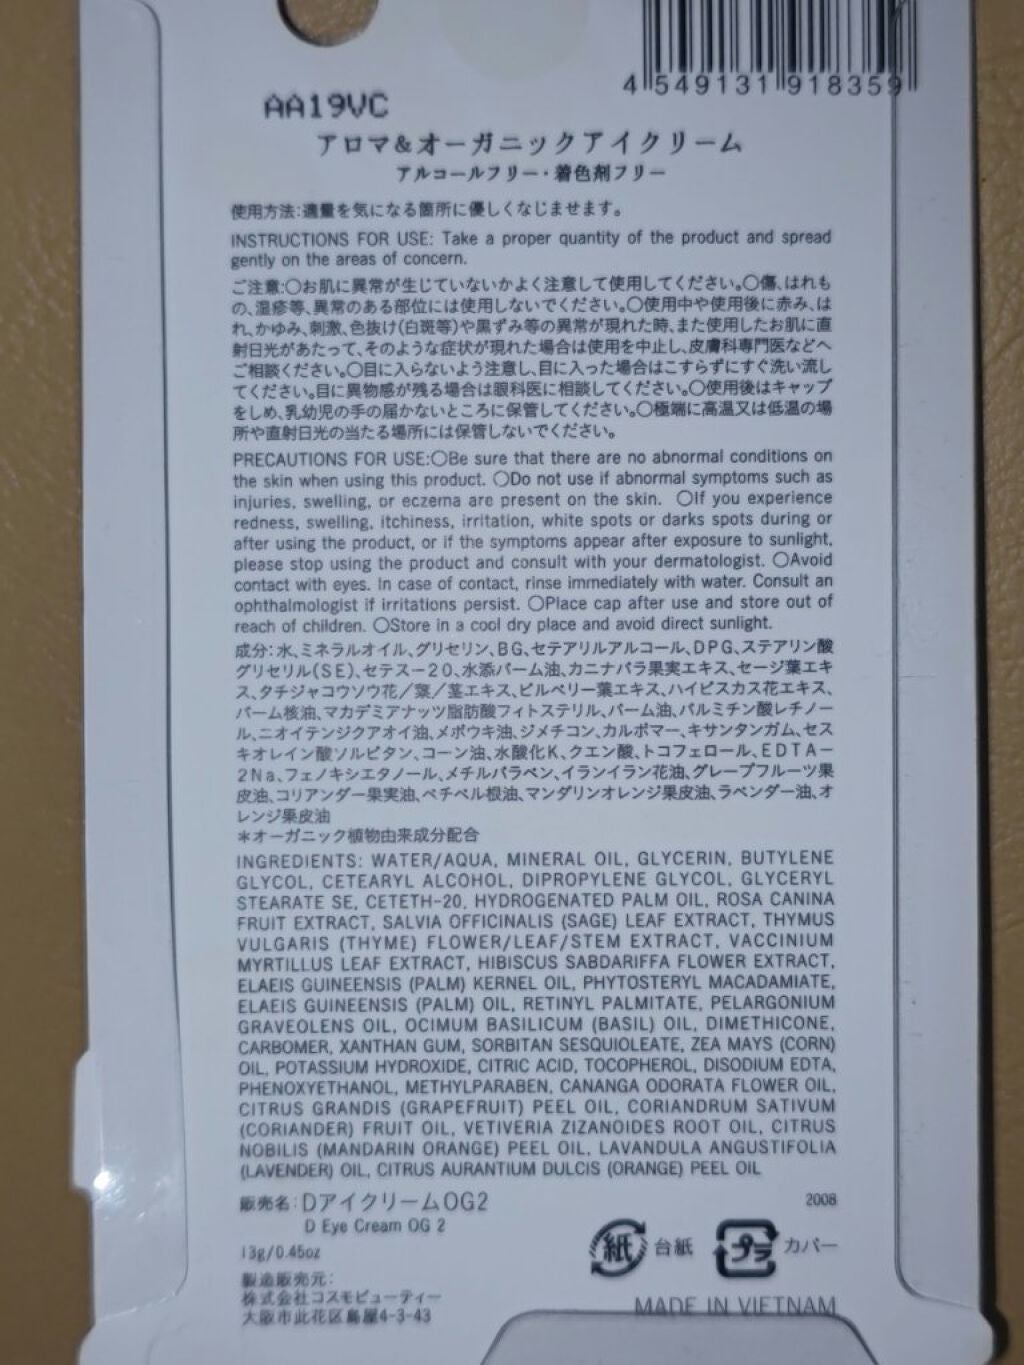 4 549131 918359
AA19VC
アロマ&オーガニックアイクリーム
アルコールフリー・着色剤フリー
使用方法:適量を気になる箇所に優しくなじませます。
INSTRUCTIONS FOR USE: Take a proper quantity of the product and spread
gently on the areas of concern.
ご注意:○お肌に異常が生じていないかよく注意して使用してください。○傷、はれも
の、湿疹等、異常のある部位には使用しないでください。○使用中や使用後に赤み、は
れ、かゆみ、刺激、色抜け(白斑等)や黒ずみ等の異常が現れた時、また使用したお肌に直
射日光があたって、そのような症状が現れた場合は使用を中止し、皮膚科専門医などへ
ご相談ください。○目に入らないよう注意し、目に入った場合はこすらずにすぐ洗い流し
てください。目に異物感が残る場合は眼科医に相談してください。○使用後はキャップ
をしめ、乳幼児の手の届かないところに保管してください。○極端に高温又は低温の場
所や直射日光の当たる場所には保管しないでください。
PRECAUTIONS FOR USE:○Be sure that there are no abnormal conditions on
the skin when using this product. ○Do not use if abnormal symptoms such as
injuries, swelling, or eczema are present on the skin. ○If you experience
redness, swelling, itchiness, irritation, white spots or darks spots during or
after using the product, or if the symptoms appear after exposure to sunlight,
please stop using the product and consult with your dermatologist. ○Avoid
contact with eyes. In case of contact, rinse immediately with water. Consult an
ophthalmologist if irritations persist. ○Place cap after use and store out of
reach of children. ○Store in a cool dry place and avoid direct sunlight.
成分:水、ミネラルオイル、グリセリン、BG、セテアリルアルコール、DPG、ステアリン酸
グリセリル(SE)、セテス-20、水添パーム油、カニナバラ果実エキス、セージ葉エキ
ス、タチジャコウソウ花/葉/茎エキス、ビルベリー葉エキス、ハイビスカス花エキス、
パーム核油、マカデミアナッツ脂肪酸フィトステリル、パーム油、パルミチン酸レチノー
ル、ニオイテンジクアオイ油、メボウキ油、ジメチコン、カルボマー、キサンタンガム、セス
キオレイン酸ソルビタン、コーン油、水酸化K、クエン酸、トコフェロール、EDTA-
2Na、フェノキシエタノール、メチルパラベン、イランイラン花油、グレープフルーツ果
皮油、コリアンダー果実油、ベチベル根油、マンダリンオレンジ果皮油、ラベンダー油、オ
レンジ果皮油
*オーガニック植物由来成分配合
INGREDIENTS: WATER/AQUA, MINERAL OIL, GLYCERIN, BUTYLENE
GLYCOL, CETEARYL ALCOHOL, DIPROPYLENE GLYCOL, GLYCERYL
STEARATE SE, CETETH-20, HYDROGENATED PALM OIL, ROSA CANINA
FRUIT EXTRACT, SALVIA OFFICINALIS (SAGE) LEAF EXTRACT, THYMUS
VULGARIS (THYME) FLOWER/LEAF/STEM EXTRACT, VACCINIUM
MYRTILLUS LEAF EXTRACT, HIBISCUS SABDARIFFA FLOWER EXTRACT,
ELAEIS GUINEENSIS (PALM) KERNEL OIL, PHYTOSTERYL MACADAMIATE,
ELAEIS GUINEENSIS (PALM) OIL, RETINYL PALMITATE, PELARGONIUM
GRAVEOLENS OIL, OCIMUM BASILICUM (BASIL) OIL, DIMETHICONE,
CARBOMER, XANTHAN GUM, SORBITAN SESQUIOLEATE, ZEA MAYS (CORN)
OIL, POTASSIUM HYDROXIDE, CITRIC ACID, TOCOPHEROL, DISODIUM EDTA,
PHENOXYETHANOL, METHYLPARABEN, CANANGA ODORATA FLOWER OIL,
CITRUS GRANDIS (GRAPEFRUIT) PEEL OIL, CORIANDRUM SATIVUM
(CORIANDER) FRUIT OIL, VETIVERIA ZIZANOIDES ROOT OIL, CITRUS
NOBILIS (MANDARIN ORANGE) PEEL OIL, LAVANDULA ANGUSTIFOLIA
(LAVENDER) OIL, CITRUS AURANTIUM DULCIS (ORANGE) PEEL OIL
販売名:DアイクリームOG2 2008
D Eye Cream OG 2
13g/0.45oz
紙 台紙 プラ カバー
製造販売元:
株式会社コスモビューティー
大阪市此花区島屋4-3-43
MADE IN VIETNAM